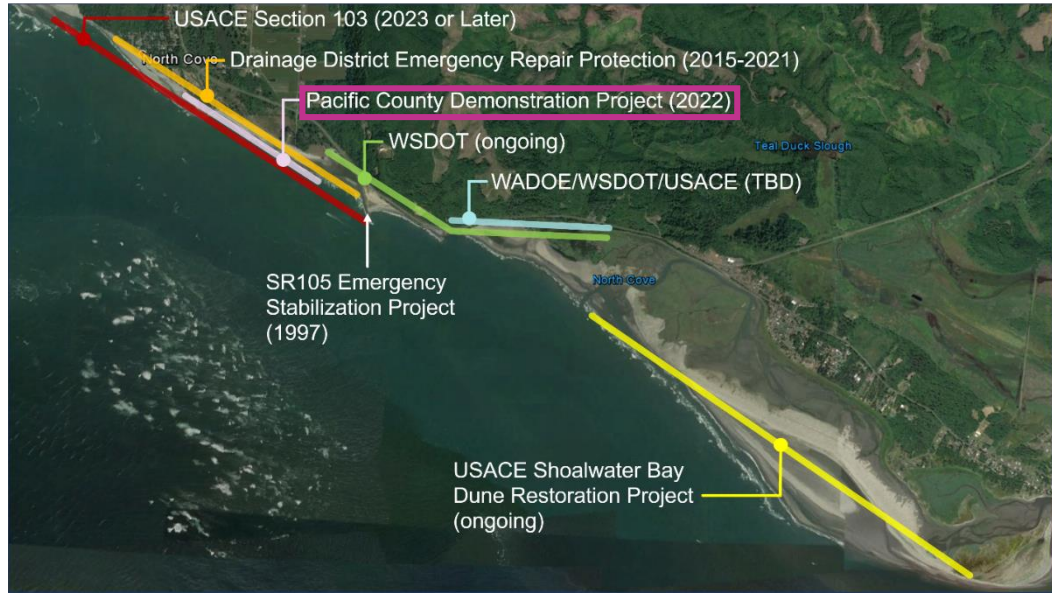 USACE Section 103 (2023 or Later)
North Cove
Drainage District Emergency Repair Protection (2015-2021)
Pacific County Demonstration Project (2022)
WSDOT (ongoing)
Teal Duck Slough
WADOE/WSDOT/USACE (TBD)
SR105 Emergency
Stabilization Project
(1997)
North Cove
USACE Shoalwater Bay
Dune Restoration Project
(ongoing)